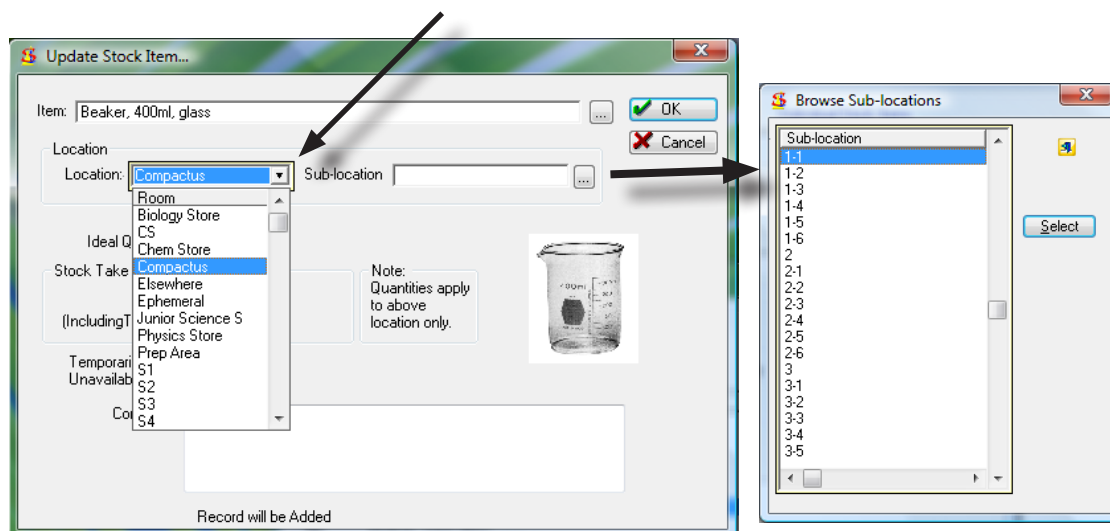 Update Stock Item...
Item: Beaker, 400ml, glass ...
OK
Cancel
Location
Location: Compactus Sub-location ...
Room
Biology Store
CS
Chem Store
Compactus
Elsewhere
Ephemeral
Junior Science S
Physics Store
Prep Area
S1
S2
S3
S4
Ideal Q
Stock Take
(IncludingT
Temporari
Unavailab
Co
Note:
Quantities apply
to above
location only.
Record will be Added
Browse Sub-locations
Sub-location
1-1
1-2
1-3
1-4
1-5
1-6
2
2-1
2-2
2-3
2-4
2-5
2-6
3
3-1
3-2
3-3
3-4
3-5
Select